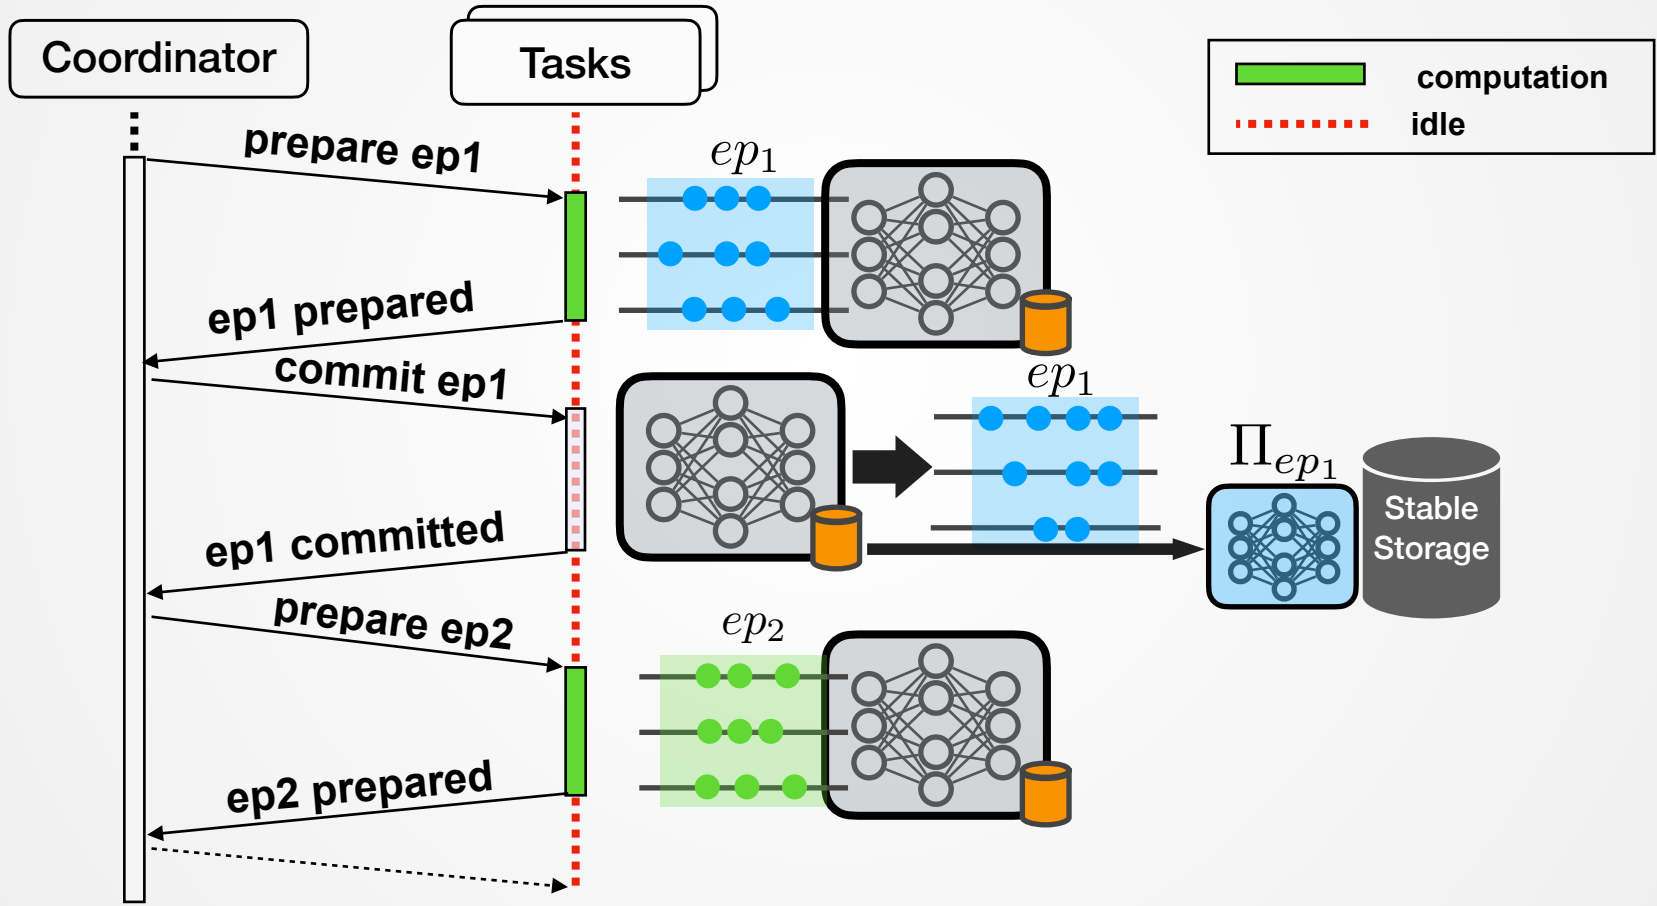 Coordinator
Tasks
computation
idle
prepare ep1
ep₁
ep1 prepared
commit ep1
ep₁
Πep₁
Stable
Storage
ep1 committed
prepare ep2
ep₂
ep2 prepared